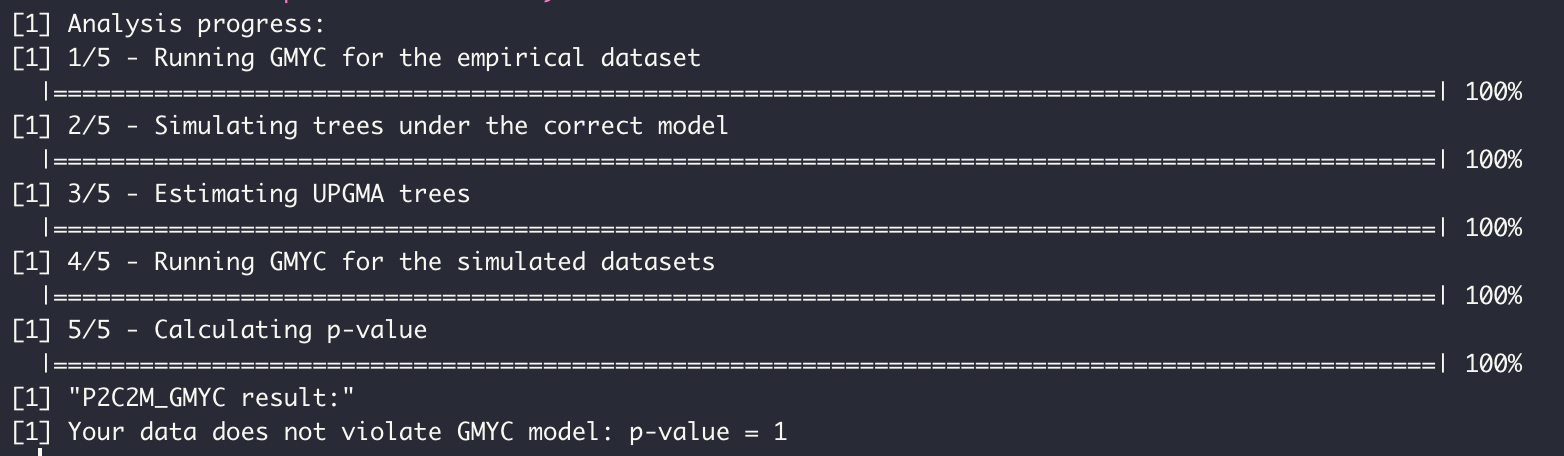 [1] Analysis progress:
[1] 1/5 - Running GMYC for the empirical dataset
|================================================================================================| 100%
[1] 2/5 - Simulating trees under the correct model
|================================================================================================| 100%
[1] 3/5 - Estimating UPGMA trees
|================================================================================================| 100%
[1] 4/5 - Running GMYC for the simulated datasets
|================================================================================================| 100%
[1] 5/5 - Calculating p-value
|================================================================================================| 100%
[1] "P2C2M_GMYC result:"
[1] Your data does not violate GMYC model: p-value = 1